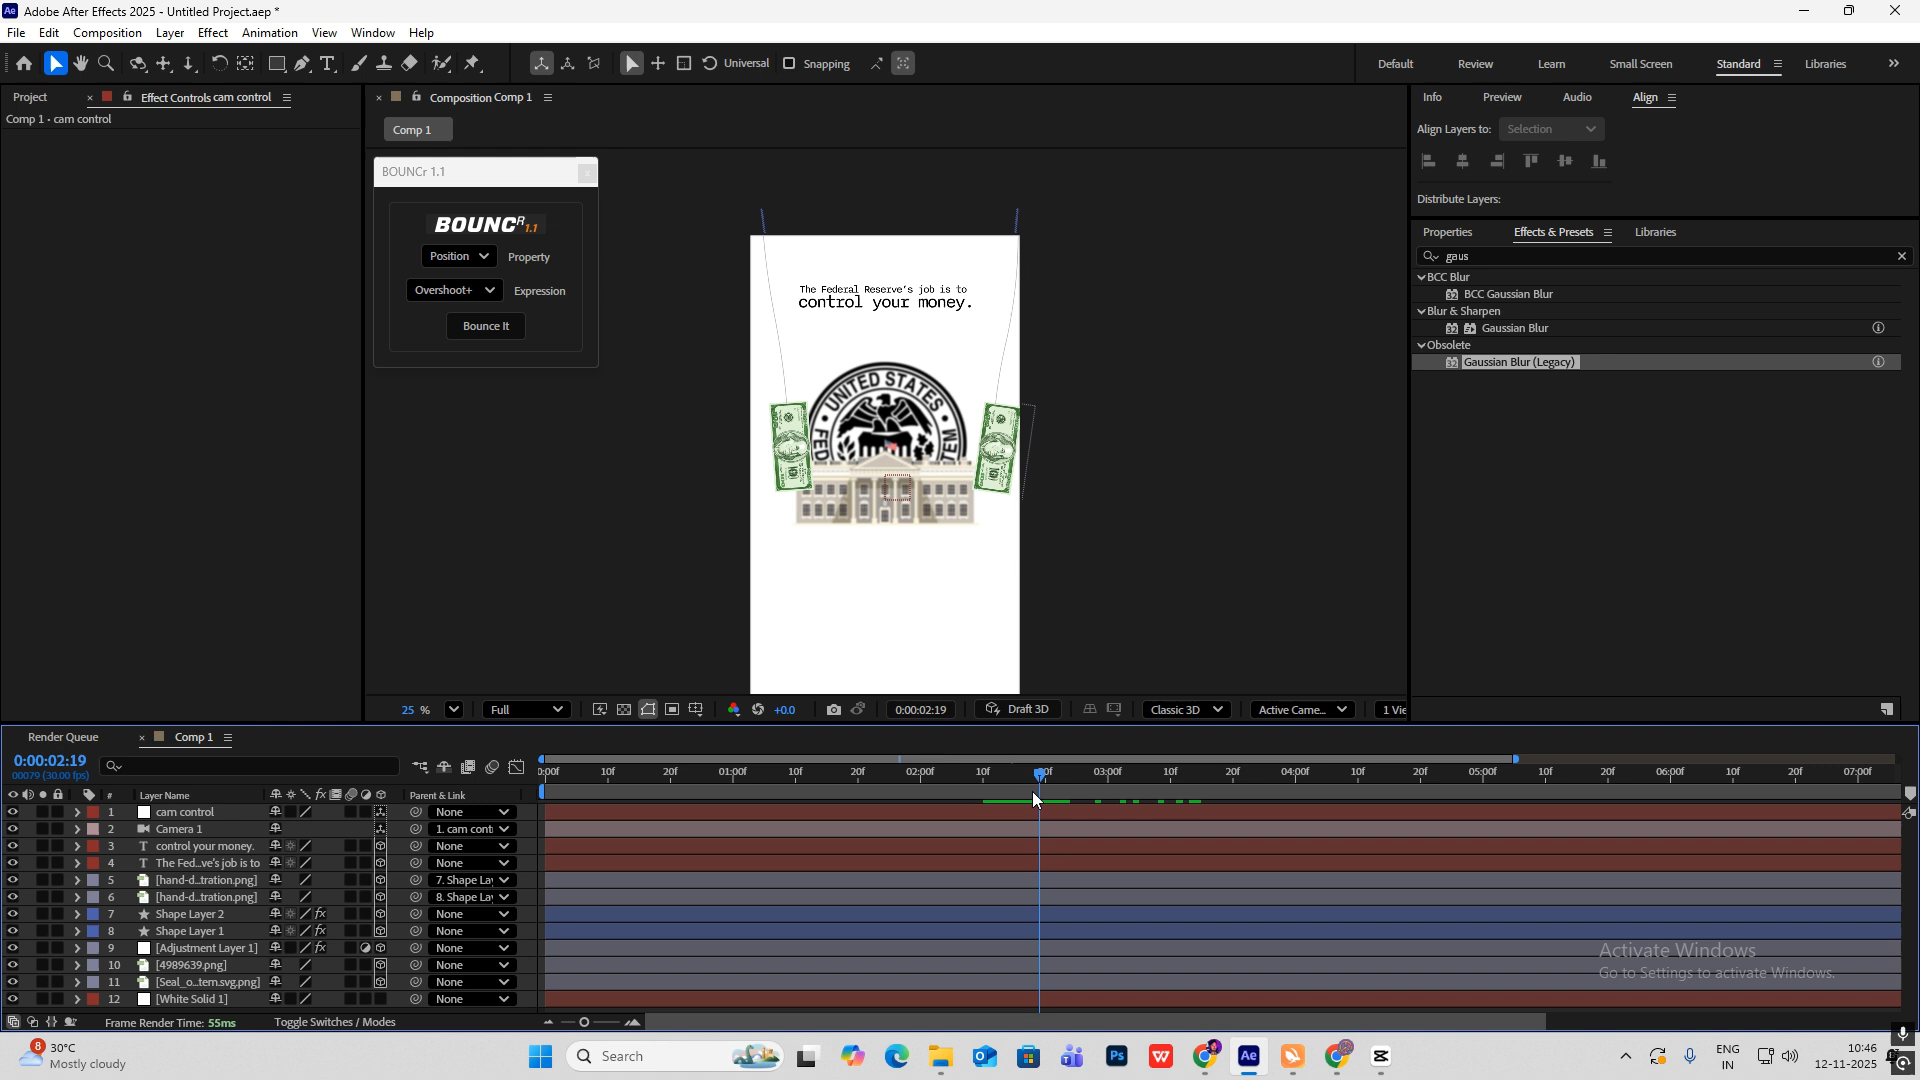 Adobe After Effects 2025 - Untitled Project.aep *
File Edit Composition Layer Effect Animation View Window Help
Universal Snapping Default Review Learn Small Screen Standard Libraries
Project Effect Controls cam control
Comp 1 • cam control
Composition Comp 1
Comp 1
BOUNCr 1.1
BOUNCR 1.1
Position Property
Overshoot+ Expression
Bounce It
The Federal Reserve's job is to
control your money.
UNITED STATES
Info Preview Audio Align
Align Layers to: Selection
Distribute Layers:
Properties Effects & Presets Libraries
gaus
BCC Blur
32 BCC Gaussian Blur
Blur & Sharpen
32 Gaussian Blur
Obsolete
32 Gaussian Blur (Legacy)
25 % Full +0.0 0:00:02:19 Draft 3D Classic 3D Active Came... 1 Vie
Render Queue Comp 1
0:00:02:19
00079 (30.00 fps)
0:00f 10f 20f 01:00f 10f 20f 02:00f 10f 20f 03:00f 10f 20f 04:00f 10f 20f 05:00f 10f 20f 06:00f 10f 20f 07:00f
# Layer Name Parent & Link
1 cam control None
2 Camera 1 1. cam cont
3 T control your money. None
4 T The Fed...ve's job is to None
5 [hand-d...tration.png] 7. Shape La
6 [hand-d...tration.png] 8. Shape La
7 Shape Layer 2 fx None
8 Shape Layer 1 fx None
9 [Adjustment Layer 1] fx None
10 [4989639.png] None
11 [Seal_o...tem.svg.png] None
12 [White Solid 1] None
Activate Windows
Go to Settings to activate Windows.
Frame Render Time: 55ms Toggle Switches / Modes
8 30°C
Mostly cloudy
Search
Ps
Ae
ENG
IN
10:46
12-11-2025